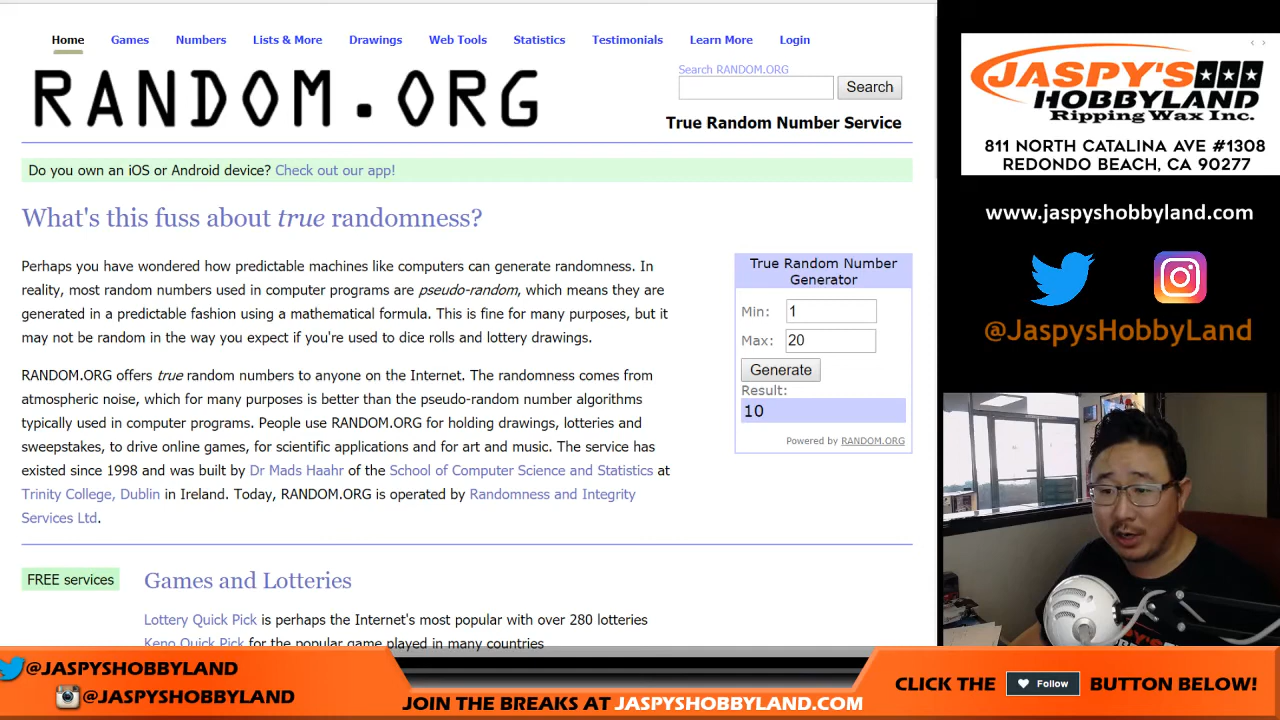 Home Games Numbers Lists & More Drawings Web Tools Statistics Testimonials Learn More Login
RANDOM.ORG
Search RANDOM.ORG
Search
True Random Number Service
Do you own an iOS or Android device? Check out our app!
What's this fuss about true randomness?
Perhaps you have wondered how predictable machines like computers can generate randomness. In
reality, most random numbers used in computer programs are pseudo-random, which means they are
generated in a predictable fashion using a mathematical formula. This is fine for many purposes, but it
may not be random in the way you expect if you're used to dice rolls and lottery drawings.
RANDOM.ORG offers true random numbers to anyone on the Internet. The randomness comes from
atmospheric noise, which for many purposes is better than the pseudo-random number algorithms
typically used in computer programs. People use RANDOM.ORG for holding drawings, lotteries and
sweepstakes, to drive online games, for scientific applications and for art and music. The service has
existed since 1998 and was built by Dr Mads Haahr of the School of Computer Science and Statistics at
Trinity College, Dublin in Ireland. Today, RANDOM.ORG is operated by Randomness and Integrity
Services Ltd.
True Random Number
Generator
Min: 1
Max: 20
Generate
Result:
10
Powered by RANDOM.ORG
FREE services
Games and Lotteries
Lottery Quick Pick is perhaps the Internet's most popular with over 280 lotteries
Keno Quick Pick for the popular game played in many countries
JASPY'S
HOBBYLAND
Ripping Wax Inc.
811 NORTH CATALINA AVE #1308
REDONDO BEACH, CA 90277
www.jaspyshobbyland.com
@JaspysHobbyLand
JASPY'S
@JASPYSHOBBYLAND
@JASPYSHOBBYLAND
JOIN THE BREAKS AT JASPYSHOBBYLAND.COM
CLICK THE Follow BUTTON BELOW!